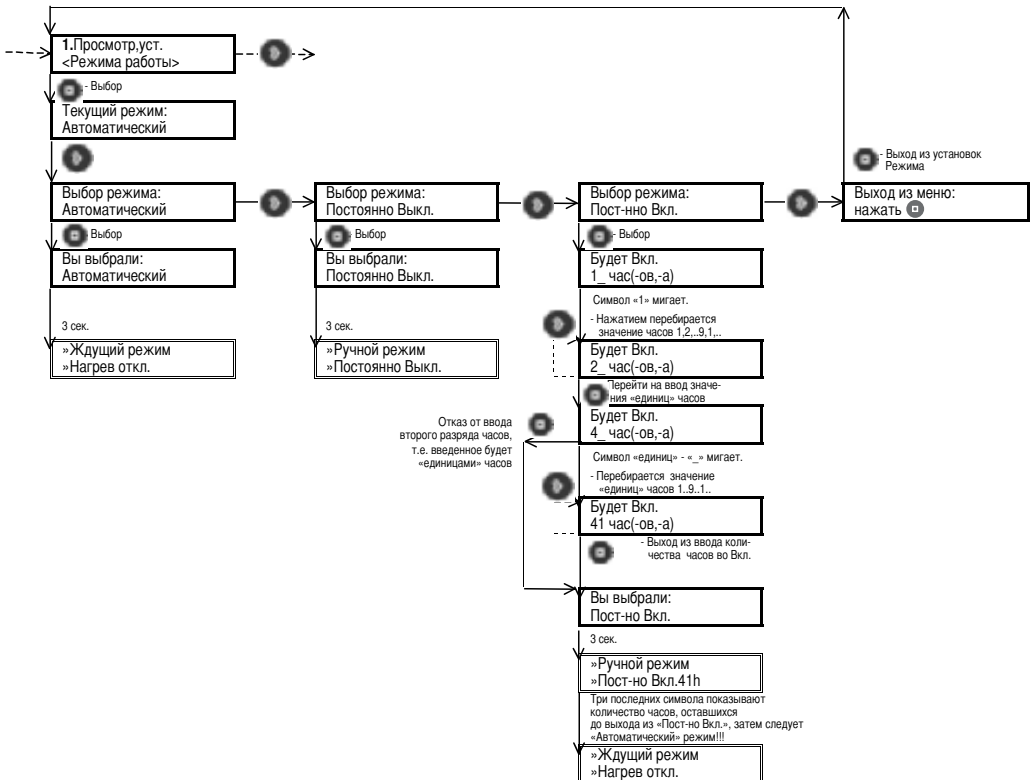 1.Просмотр,уст.
<Режима работы>
- Выбор
Текущий режим:
Автоматический
- Выход из установок
Режима
Выбор режима:
Автоматический
Выбор режима:
Постоянно Выкл.
Выбор режима:
Пост-нно Вкл.
Выход из меню:
нажать
Выбор
Выбор
- Выбор
Вы выбрали:
Автоматический
Вы выбрали:
Постоянно Выкл.
Будет Вкл.
1_ час(-ов,-а)
Символ «1» мигает.
3 сек.
3 сек.
- Нажатием перебирается
значение часов 1,2,..9,1,..
»Ждущий режим
»Нагрев откл.
»Ручной режим
»Постоянно Выкл.
Будет Вкл.
2_ час(-ов,-а)
Перейти на ввод значе-
ния «единиц» часов
Отказ от ввода
второго разряда часов,
т.е. введенное будет
«единицами» часов
Будет Вкл.
4_ час(-ов,-а)
Символ «единиц» - «_» мигает.
- Перебирается значение
«единиц» часов 1..9..1..
Будет Вкл.
41 час(-ов,-а)
- Выход из ввода коли-
чества часов во Вкл.
Вы выбрали:
Пост-но Вкл.
3 сек.
»Ручной режим
»Пост-но Вкл.41h
Три последних символа показывают
количество часов, оставшихся
до выхода из «Пост-но Вкл.», затем следует
«Автоматический» режим!!!
»Ждущий режим
»Нагрев откл.